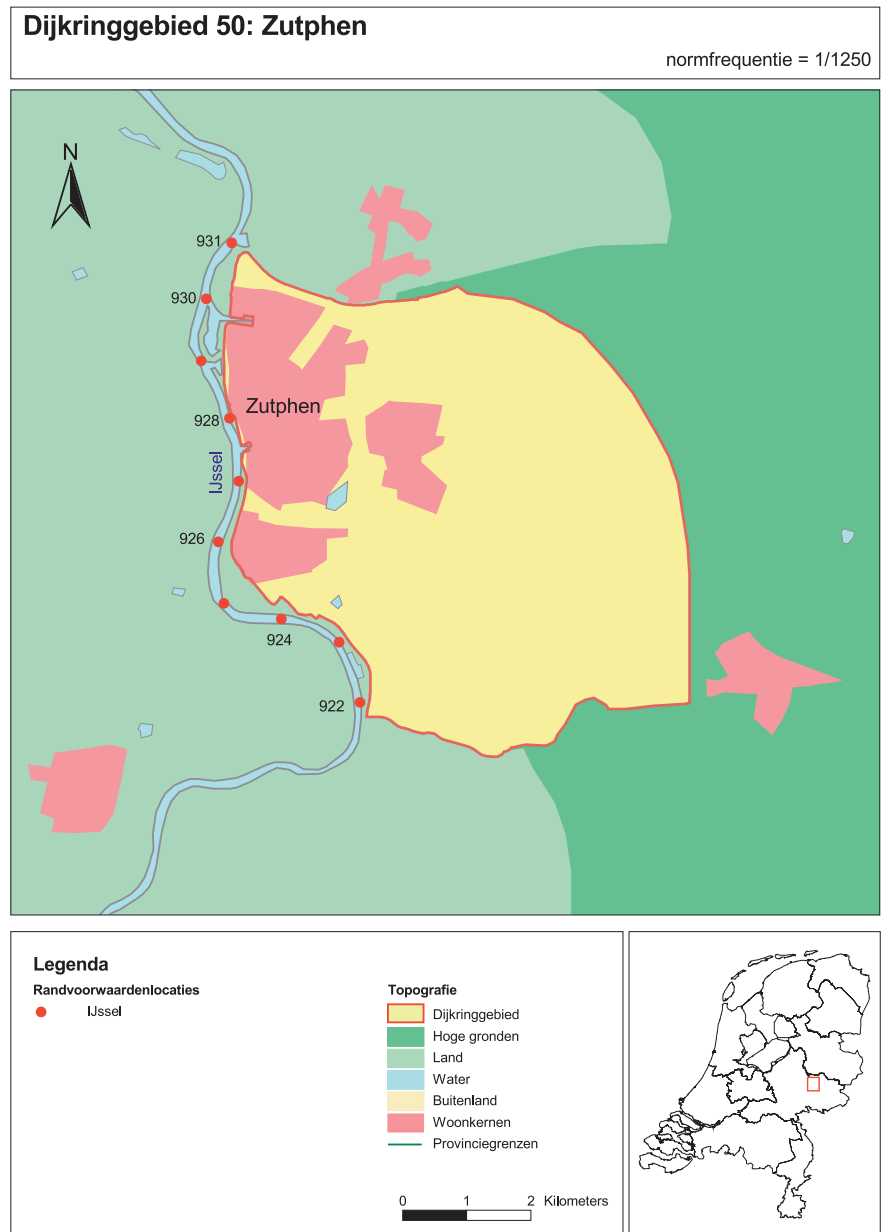 Dijkringgebied 50: Zutphen
normfrequentie = 1/1250
N
931
930
928
Zutphen
IJssel
926
924
922
Legenda
Randvoorwaardenlocaties
IJssel
Topografie
Dijkringgebied
Hoge gronden
Land
Water
Buitenland
Woonkernen
Provinciegrenzen
0 1 2 Kilometers